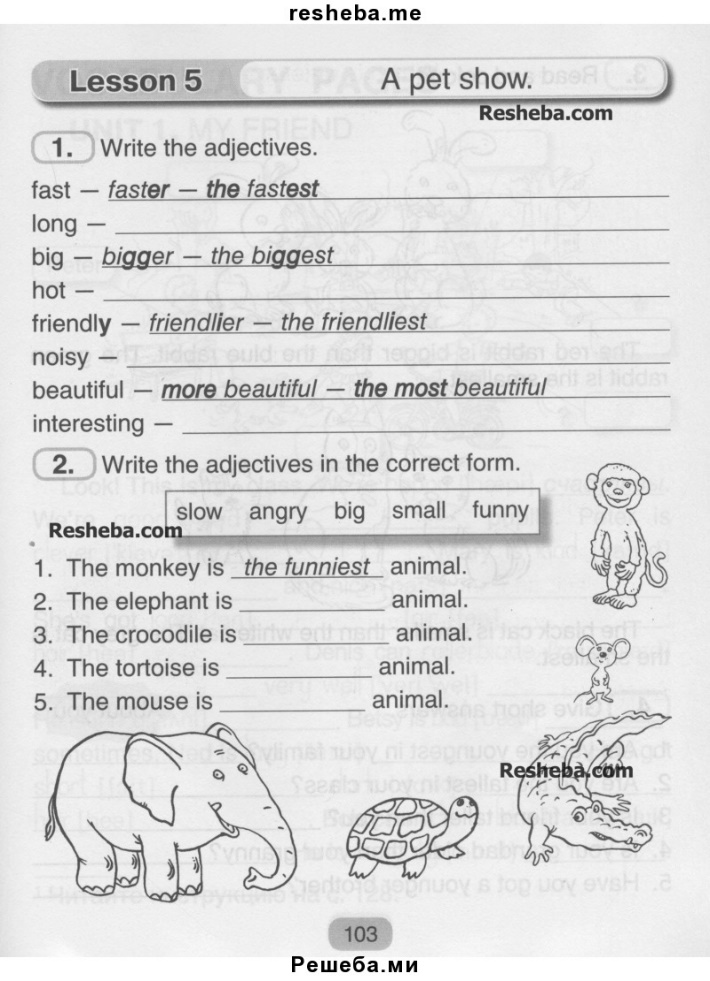 resheba.me
Lesson 5 A pet show.
Resheba.com
1. Write the adjectives.
fast — faster — the fastest
long —
big — bigger — the biggest
hot —
friendly — friendlier — the friendliest
noisy —
beautiful — more beautiful — the most beautiful
interesting —
2. Write the adjectives in the correct form.
slow angry big small funny
Resheba.com
1. The monkey is the funniest animal.
2. The elephant is animal.
3. The crocodile is animal.
4. The tortoise is animal.
5. The mouse is animal.
Resheba.com
103
Решеба.ми